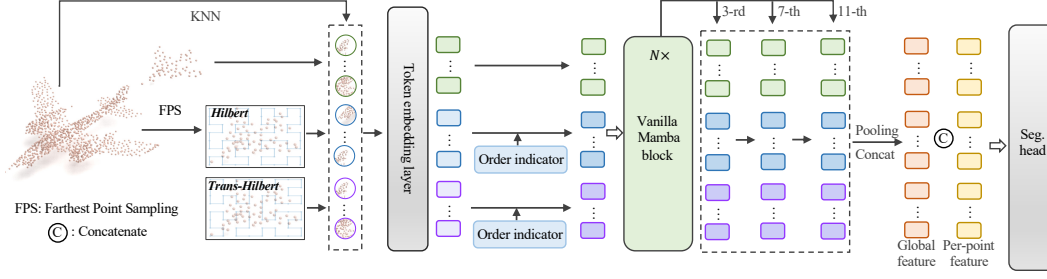 KNN
FPS
Hilbert
Trans-Hilbert
FPS: Farthest Point Sampling
C : Concatenate
Token embedding layer
Order indicator
Order indicator
N×
Vanilla
Mamba
block
3-rd
7-th
11-th
Pooling
Concat
C
Global
feature
Per-point
feature
Seg.
head